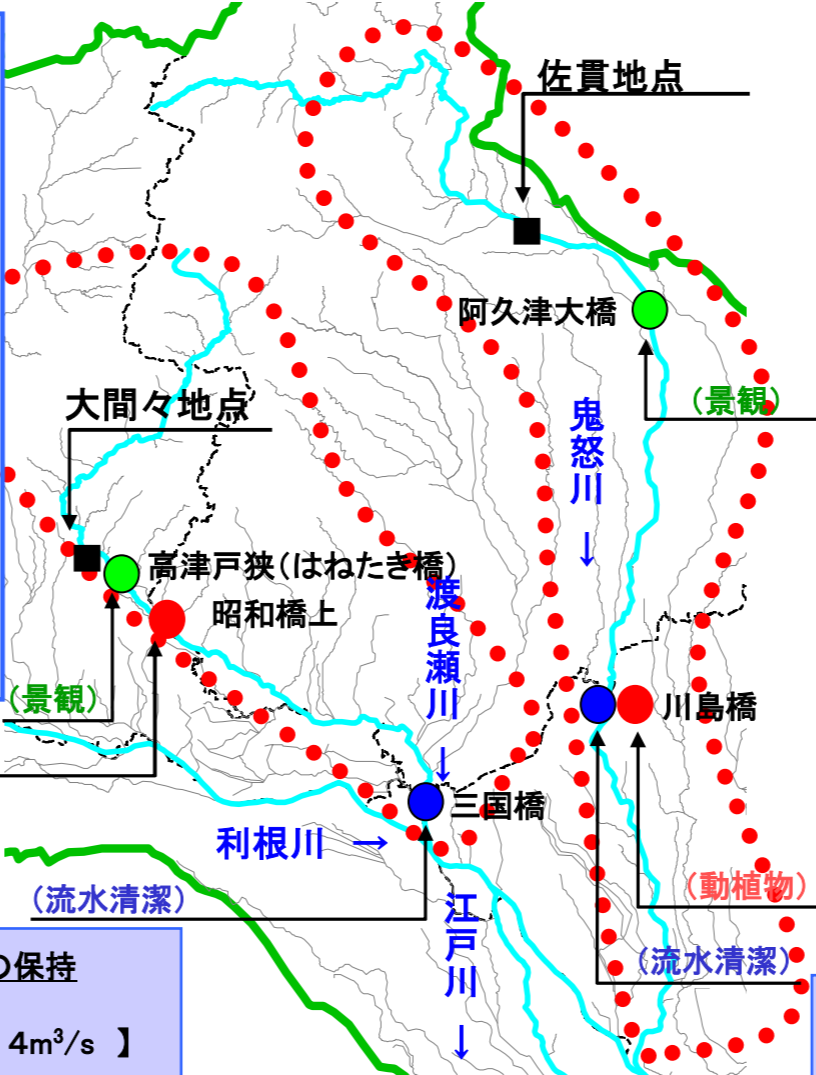 佐貫地点
阿久津大橋
(景観)
大間々地点
鬼怒川
↓
高津戸狭(はねたき橋)
昭和橋上
渡良瀬川
↓
(景観)
川島橋
三国橋
利根川 →
(動植物)
(流水清潔)
江戸川
↓
(流水清潔)
の保持
4m³/s 】